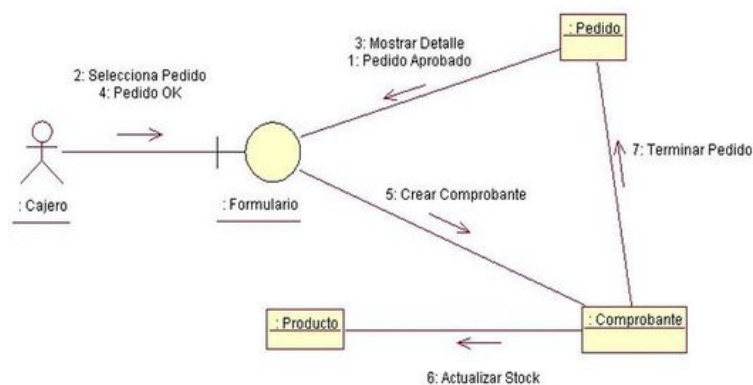 : Pedido
3: Mostrar Detalle
1: Pedido Aprobado
2: Selecciona Pedido
4: Pedido OK
7: Terminar Pedido
5: Crear Comprobante
: Cajero
: Formulario
: Producto
: Comprobante
6: Actualizar Stock